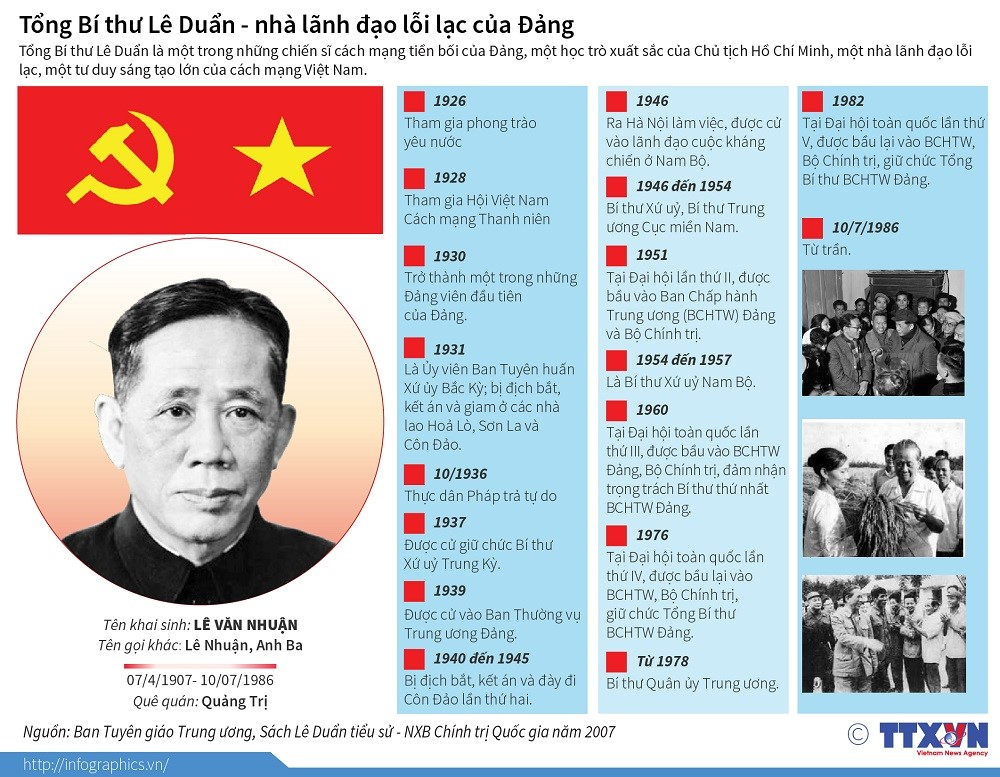 Tổng Bí thư Lê Duẩn - nhà lãnh đạo lỗi lạc của Đảng
Tổng Bí thư Lê Duẩn là một trong những chiến sĩ cách mạng tiền bối của Đảng, một học trò xuất sắc của Chủ tịch Hồ Chí Minh, một nhà lãnh đạo lỗi
lạc, một tư duy sáng tạo lớn của cách mạng Việt Nam.
Tên khai sinh: LÊ VĂN NHUẬN
Tên gọi khác: Lê Nhuận, Anh Ba
07/4/1907- 10/07/1986
Quê quán: Quảng Trị
1926
Tham gia phong trào
yêu nước
1928
Tham gia Hội Việt Nam
Cách mạng Thanh niên
1930
Trở thành một trong những
Đảng viên đầu tiên
của Đảng.
1931
Là Ủy viên Ban Tuyên huấn
Xứ ủy Bắc Kỳ; bị địch bắt,
kết án và giam ở các nhà
lao Hoả Lò, Sơn La và
Côn Đảo.
10/1936
Thực dân Pháp trả tự do
1937
Được cử giữ chức Bí thư
Xứ uỷ Trung Kỳ.
1939
Được cử vào Ban Thường vụ
Trung ương Đảng.
1940 đến 1945
Bị địch bắt, kết án và đày đi
Côn Đảo lần thứ hai.
1946
Ra Hà Nội làm việc, được cử
vào lãnh đạo cuộc kháng
chiến ở Nam Bộ.
1946 đến 1954
Bí thư Xứ uỷ, Bí thư Trung
ương Cục miền Nam.
1951
Tại Đại hội lần thứ II, được
bầu vào Ban Chấp hành
Trung ương (BCHTW) Đảng
và Bộ Chính trị.
1954 đến 1957
Là Bí thư Xứ uỷ Nam Bộ.
1960
Tại Đại hội toàn quốc lần
thứ III, được bầu vào BCHTW
Đảng, Bộ Chính trị, đảm nhận
trọng trách Bí thư thứ nhất
BCHTW Đảng.
1976
Tại Đại hội toàn quốc lần
thứ IV, được bầu lại vào
BCHTW, Bộ Chính trị,
giữ chức Tổng Bí thư
BCHTW Đảng.
Từ 1978
Bí thư Quân ủy Trung ương.
1982
Tại Đại hội toàn quốc lần thứ
V, được bầu lại vào BCHTW,
Bộ Chính trị, giữ chức Tổng
Bí thư BCHTW Đảng.
10/7/1986
Từ trần.
Nguồn: Ban Tuyên giáo Trung ương, Sách Lê Duẩn tiểu sử - NXB Chính trị Quốc gia năm 2007
© TTXVN
Vietnam News Agency
http://infographics.vn/